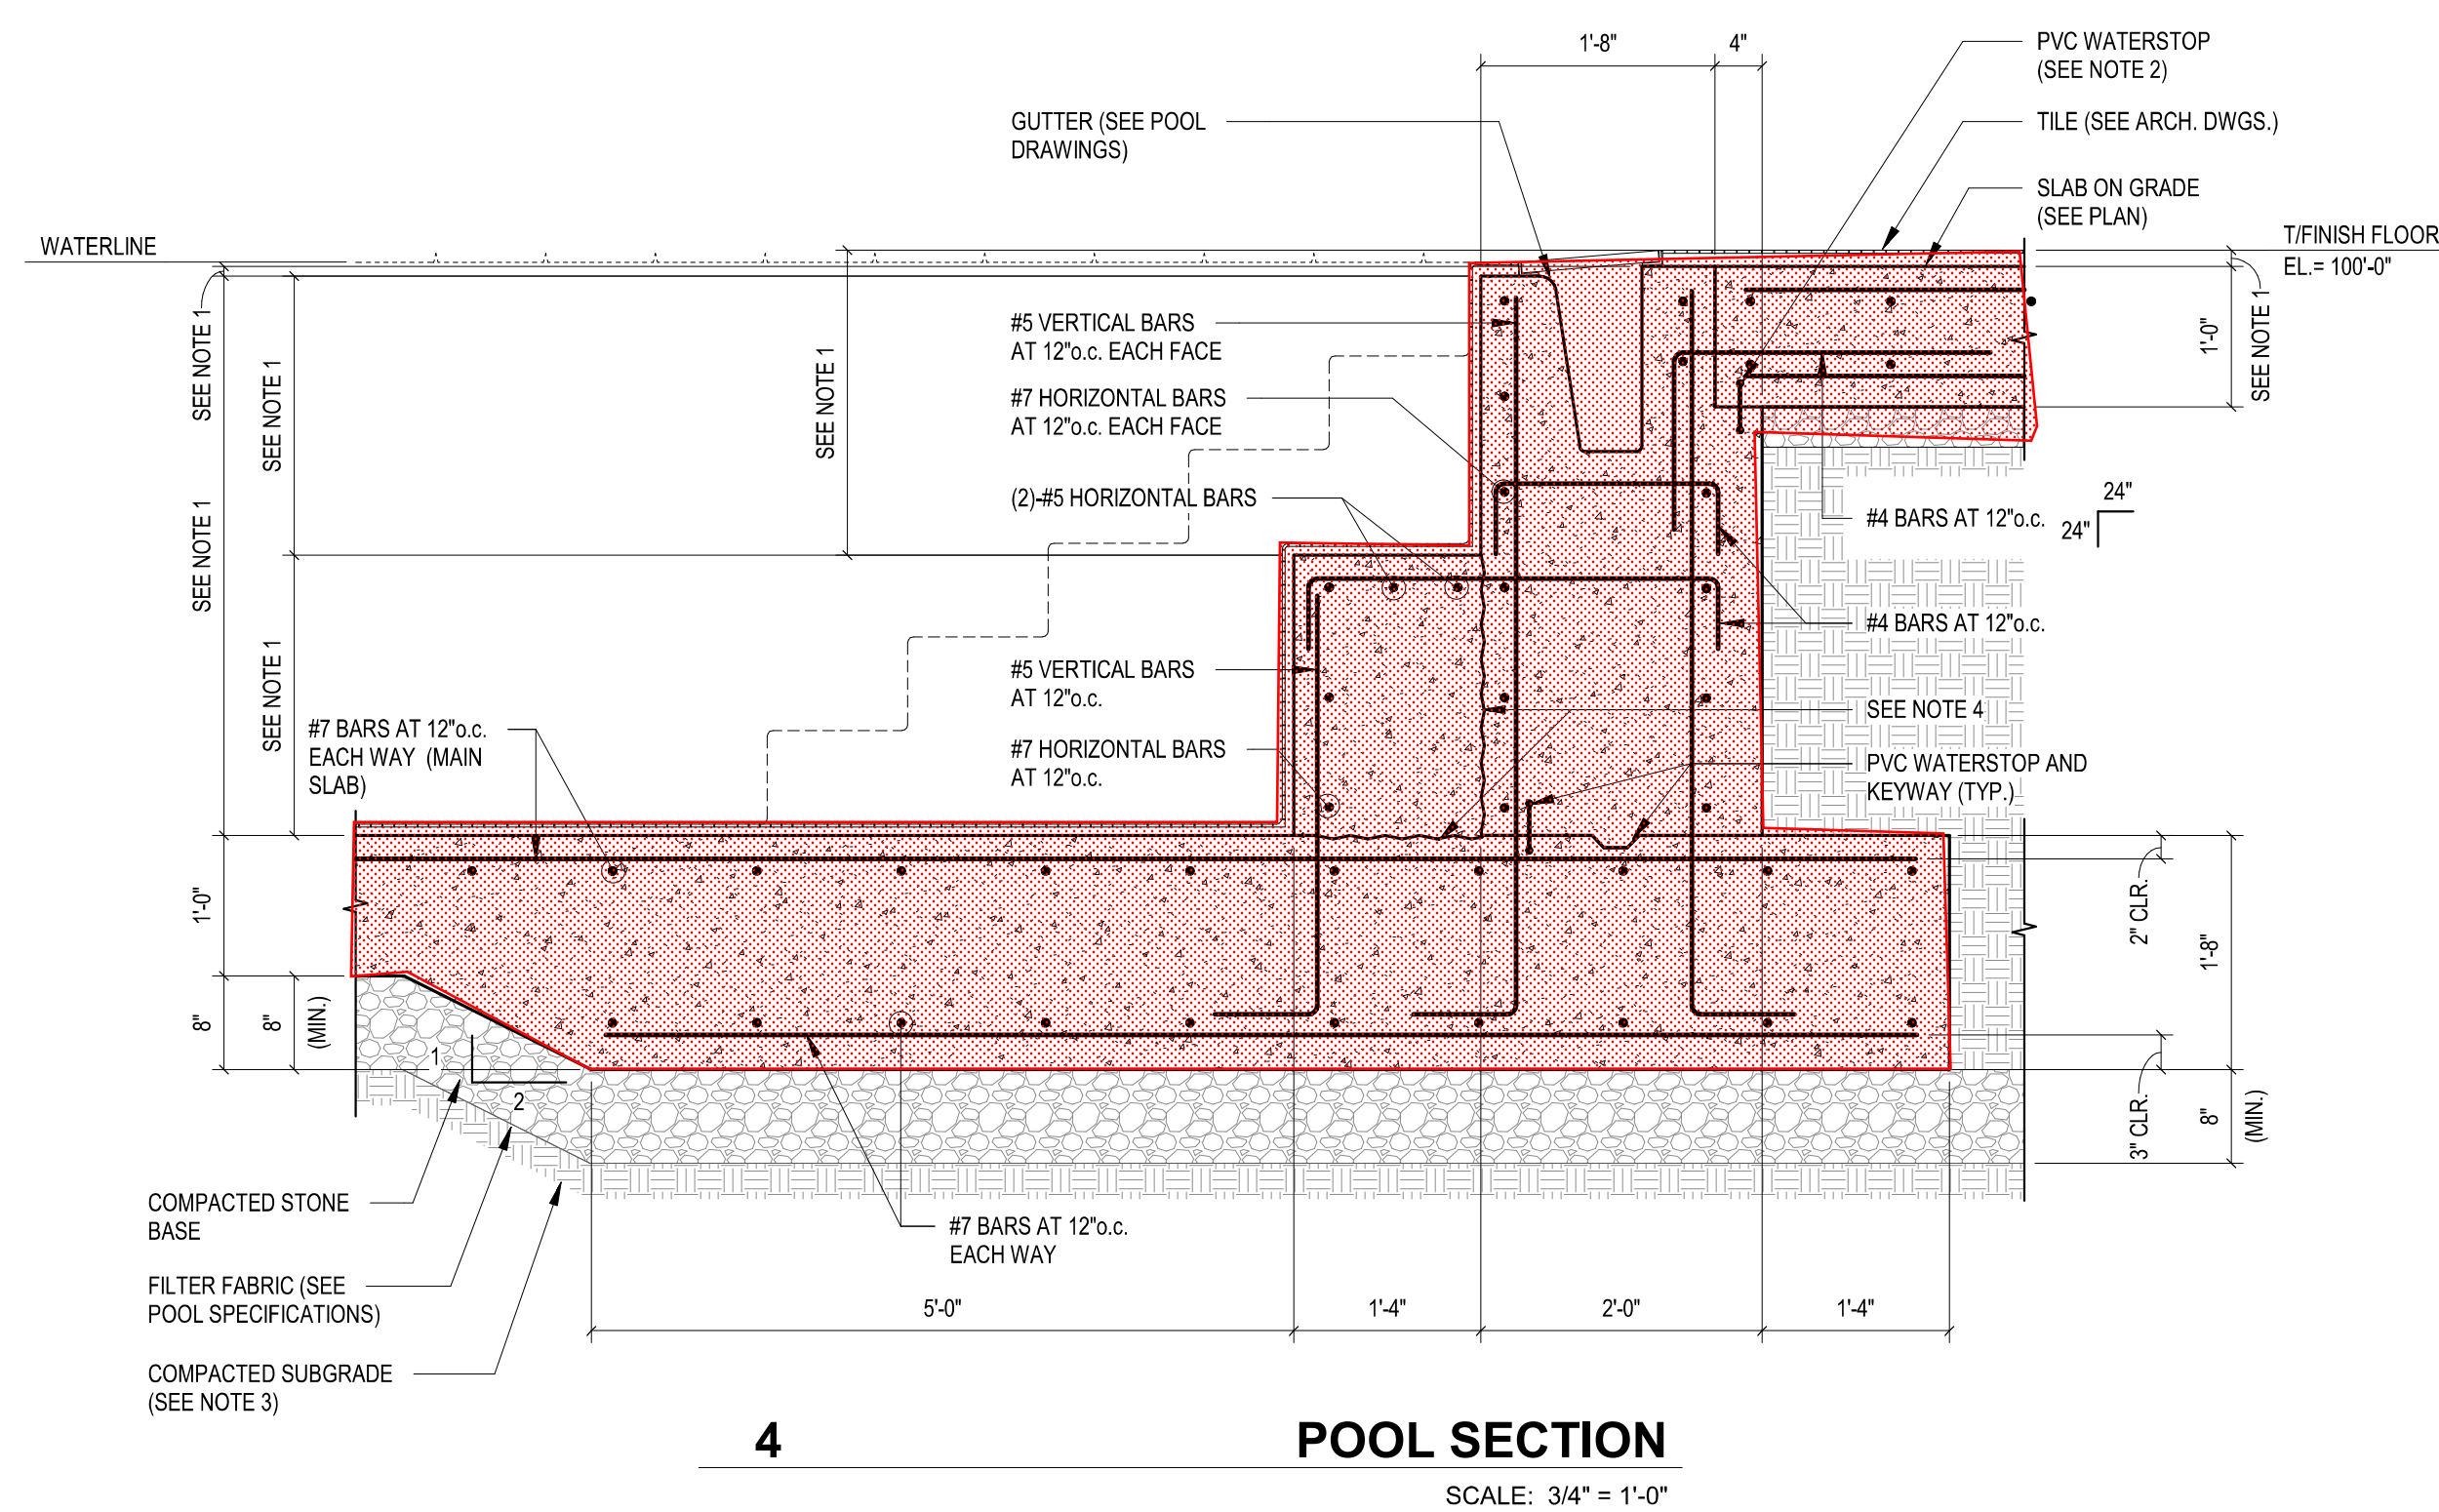 1'-8"
4"
PVC WATERSTOP
(SEE NOTE 2)
GUTTER (SEE POOL
DRAWINGS)
TILE (SEE ARCH. DWGS.)
SLAB ON GRADE
(SEE PLAN)
WATERLINE
T/FINISH FLOOR
EL.= 100'-0"
SEE NOTE 1
SEE NOTE 1
SEE NOTE 1
SEE NOTE 1
SEE NOTE 1
1'-0"
SEE NOTE 1
#5 VERTICAL BARS
AT 12"o.c. EACH FACE
#7 HORIZONTAL BARS
AT 12"o.c. EACH FACE
(2)-#5 HORIZONTAL BARS
24"
24"
#4 BARS AT 12"o.c.
#4 BARS AT 12"o.c.
#5 VERTICAL BARS
AT 12"o.c.
SEE NOTE 4
#7 BARS AT 12"o.c.
EACH WAY (MAIN
SLAB)
#7 HORIZONTAL BARS
AT 12"o.c.
PVC WATERSTOP AND
KEYWAY (TYP.)
1'-0"
8"
8"
(MIN.)
2" CLR.
1'-8"
3" CLR.
8"
(MIN.)
1
2
COMPACTED STONE
BASE
#7 BARS AT 12"o.c.
EACH WAY
FILTER FABRIC (SEE
POOL SPECIFICATIONS)
5'-0"
1'-4"
2'-0"
1'-4"
COMPACTED SUBGRADE
(SEE NOTE 3)
4
POOL SECTION
SCALE: 3/4" = 1'-0"